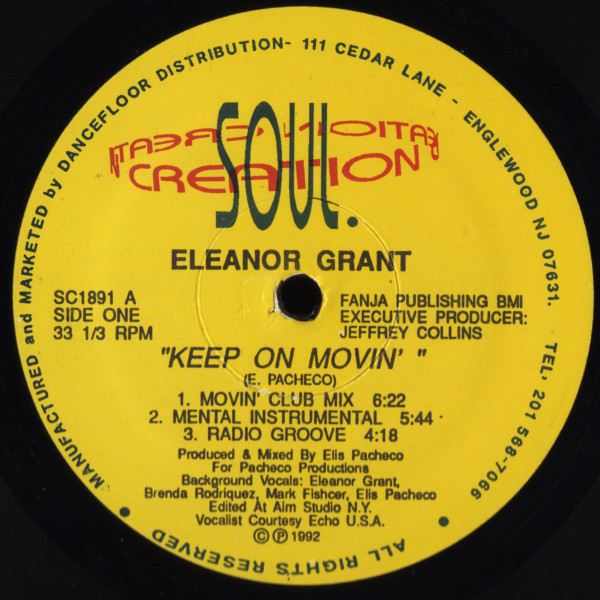 MANUFACTURED and MARKETED by DANCEFLOOR DISTRIBUTION- 111 CEDAR LANE - ENGLEWOOD NJ 07631. TEL, 201 568-7066
SOUL.
CREATION
ELEANOR GRANT
SC1891 A
SIDE ONE
33 1/3 RPM
FANJA PUBLISHING BMI
EXECUTIVE PRODUCER:
JEFFREY COLLINS
"KEEP ON MOVIN' "
(E. PACHECO)
1. MOVIN' CLUB MIX 6:22
2. MENTAL INSTRUMENTAL 5:44
3. RADIO GROOVE 4:18
Produced & Mixed By Elis Pacheco
For Pacheco Productions
Background Vocals: Eleanor Grant,
Brenda Rodriquez, Mark Fishcer, Elis Pacheco
Edited At Aim Studio N.Y.
Vocalist Courtesy Echo U.S.A.
© ℗ 1992
ALL RIGHTS RESERVED